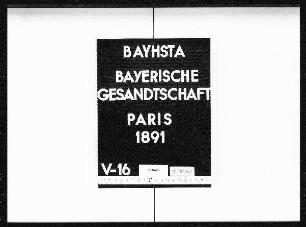 BAYHSTA
BAYERISCHE
GESANDTSCHAFT
PARIS
1891
V-16